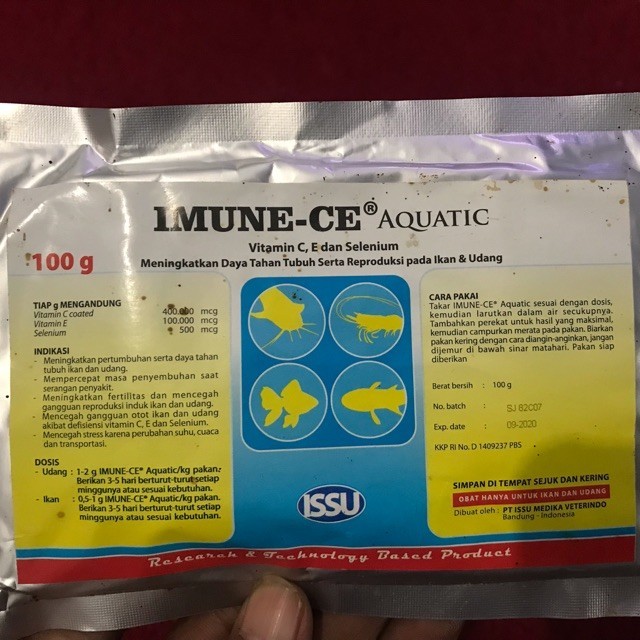 IMUNE-CE® AQUATIC
Vitamin C, E dan Selenium
Meningkatkan Daya Tahan Tubuh Serta Reproduksi pada Ikan & Udang
100 g
TIAP g MENGANDUNG
Vitamin C coated 400.000 mcg
Vitamin E 100.000 mcg
Selenium 500 mcg
INDIKASI
- Meningkatkan pertumbuhan serta daya tahan
tubuh ikan dan udang.
- Mempercepat masa penyembuhan saat
serangan penyakit.
- Meningkatkan fertilitas dan mencegah
gangguan reproduksi induk ikan dan udang.
- Mencegah gangguan otot ikan dan udang
akibat defisiensi vitamin C, E dan Selenium.
- Mencegah stress karena perubahan suhu, cuaca
dan transportasi.
DOSIS
- Udang : 1-2 g IMUNE-CE® Aquatic/kg pakan.
Berikan 3-5 hari berturut-turut setiap
minggunya atau sesuai kebutuhan.
- Ikan : 0,5-1 g IMUNE-CE® Aquatic/kg pakan.
Berikan 3-5 hari berturut-turut setiap
minggunya atau sesuai kebutuhan.
ISSU
CARA PAKAI
Takar IMUNE-CE® Aquatic sesuai dengan dosis,
kemudian larutkan dalam air secukupnya.
Tambahkan perekat untuk hasil yang maksimal,
kemudian campurkan merata pada pakan. Biarkan
pakan kering dengan cara diangin-anginkan, jangan
dijemur di bawah sinar matahari. Pakan siap
diberikan
Berat bersih : 100 g
No. batch : SJ 82C07
Exp. date : 09-2020
KKP RI No. D 1409237 PBS
SIMPAN DI TEMPAT SEJUK DAN KERING
OBAT HANYA UNTUK IKAN DAN UDANG
Dibuat oleh : PT ISSU MEDIKA VETERINDO
Bandung - Indonesia
Research & Technology Based Product